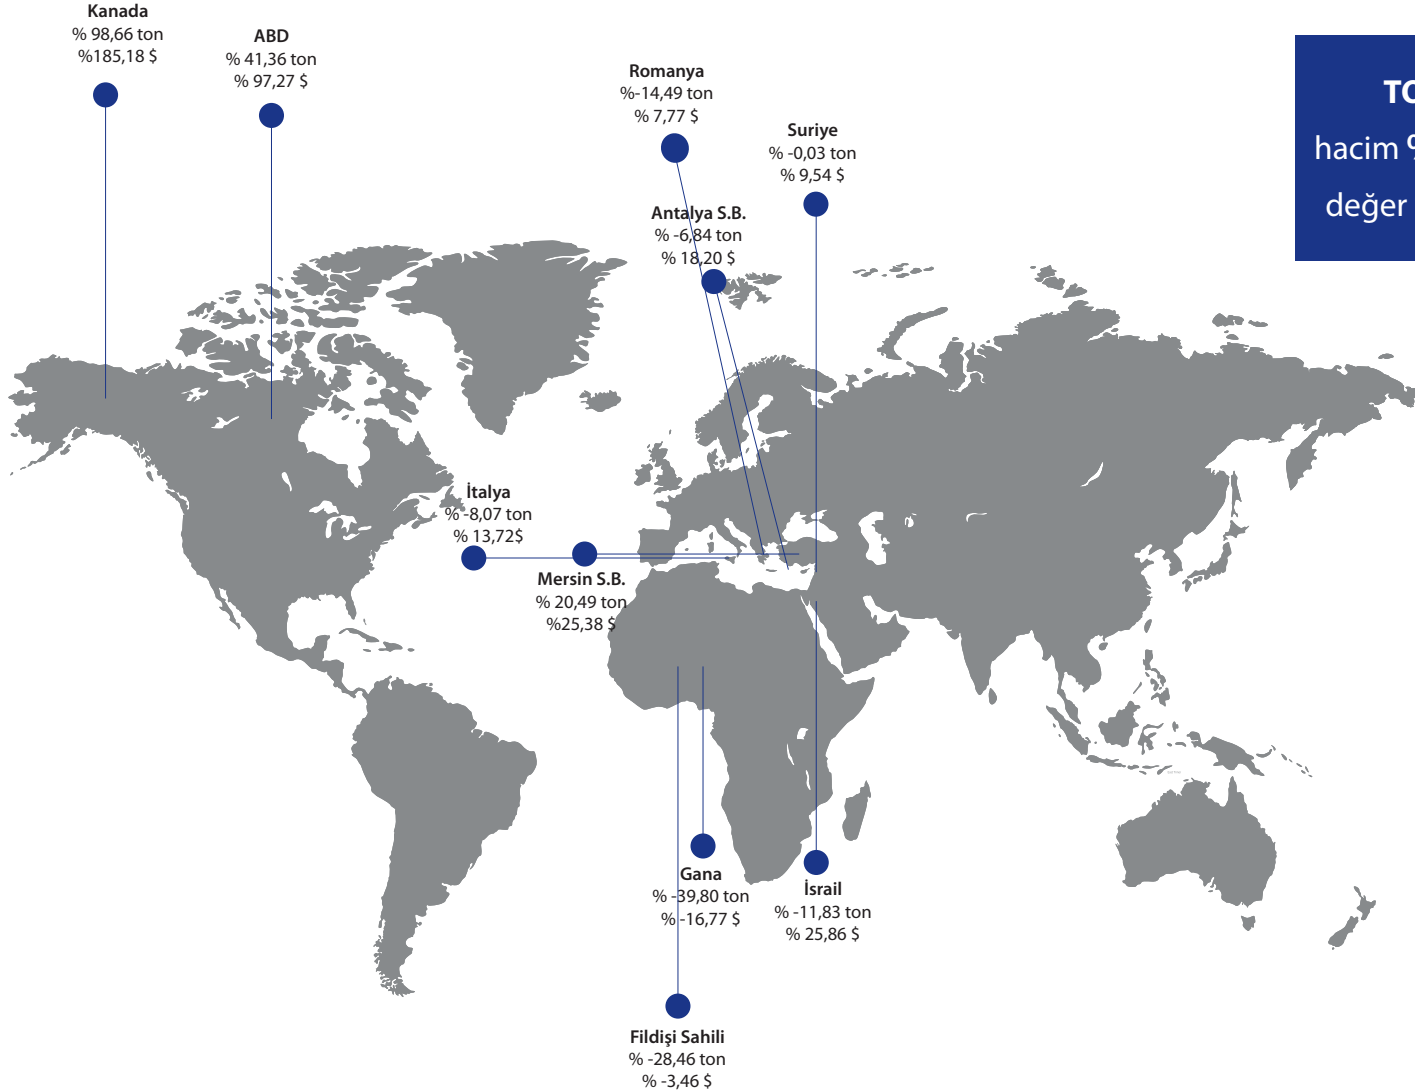 Kanada
% 98,66 ton
%185,18 $
ABD
% 41,36 ton
% 97,27 $
Romanya
%-14,49 ton
% 7,77 $
Suriye
% -0,03 ton
% 9,54 $
Antalya S.B.
% -6,84 ton
% 18,20 $
hacim %
değer
İtalya
% -8,07 ton
% 13,72$
Mersin S.B.
% 20,49 ton
%25,38 $
Gana
% -39,80 ton
% -16,77 $
İsrail
% -11,83 ton
% 25,86 $
Fildişi Sahili
% -28,46 ton
% -3,46 $